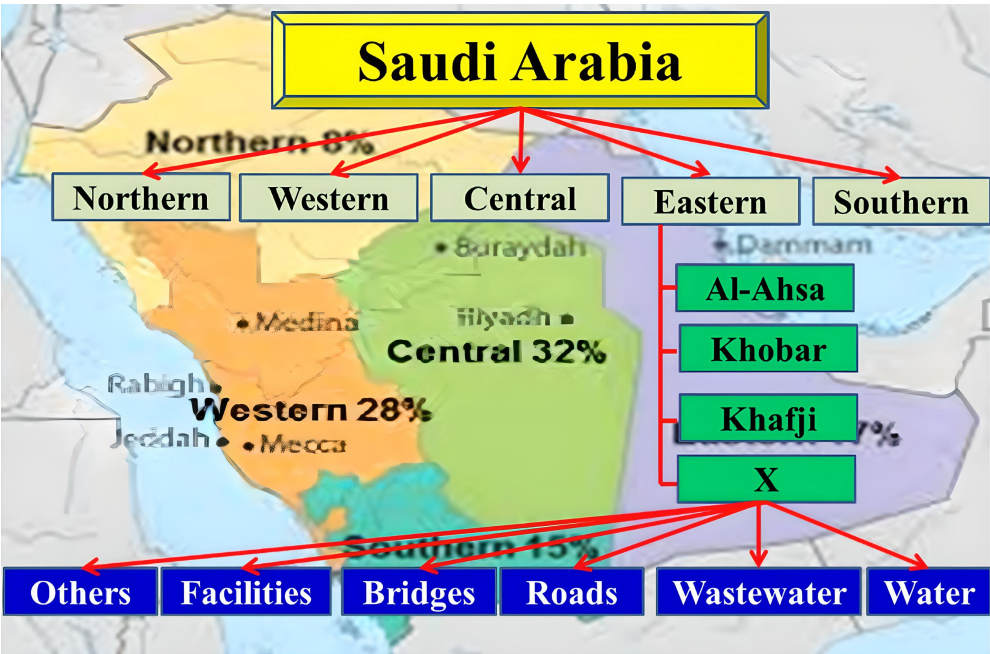 Saudi Arabia
Northern 8%
Northern
Western
Central
Eastern
Southern
Buraydah
Dammam
Al-Ahsa
Medina
Central 32%
Khobar
Rabigh
Western 28%
Khafji
7%
Jeddah
Mecca
X
Southern 15%
Others
Facilities
Bridges
Roads
Wastewater
Water